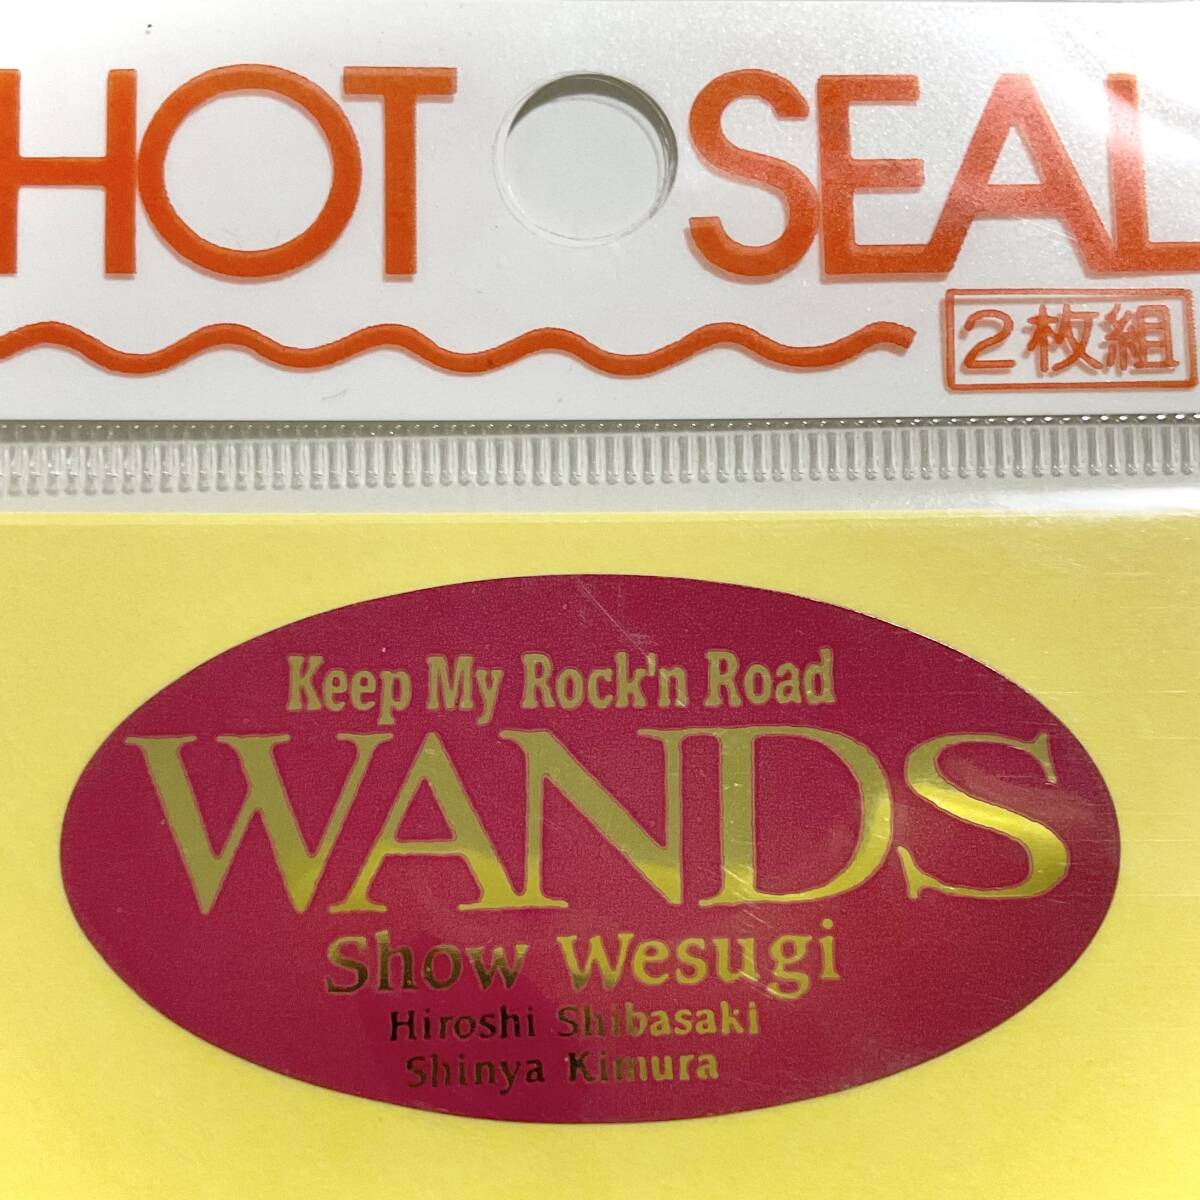 HOT SEAL
2枚組
Keep My Rock'n Road
WANDS
Show Wesugi
Hiroshi Shibasaki
Shinya Kimura